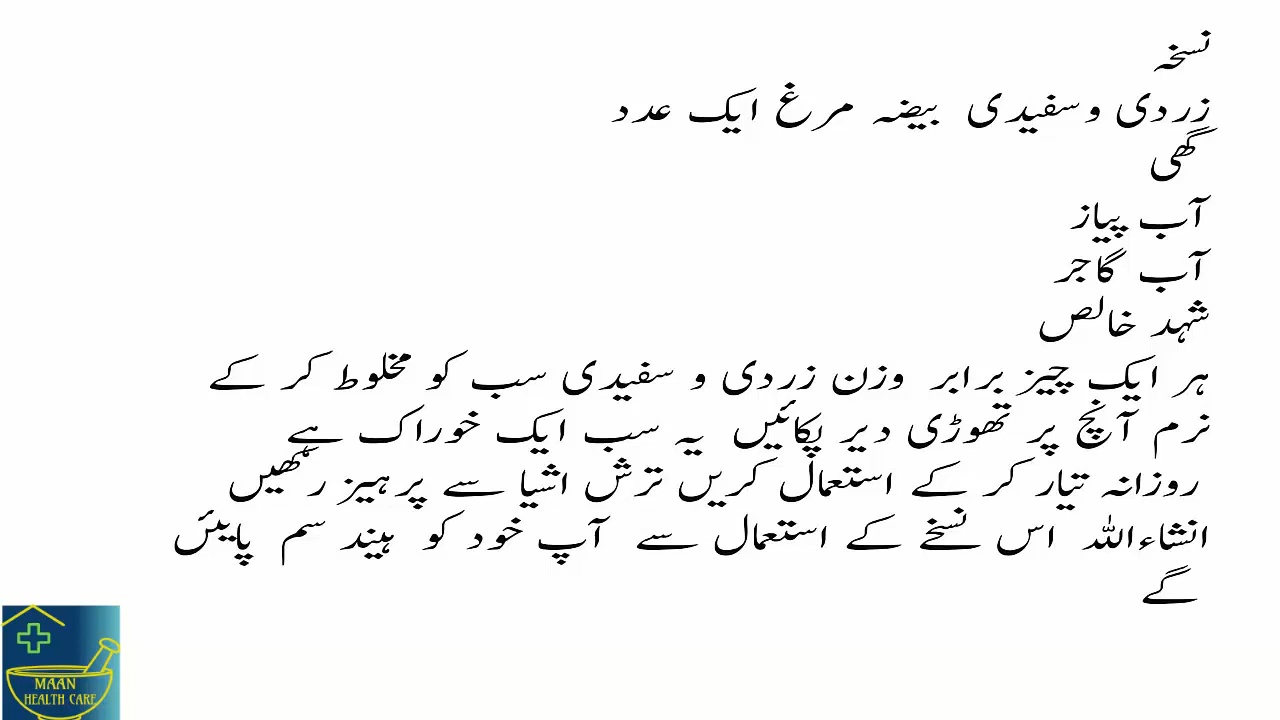 نسخہ
زردی وسفیدی بیضہ مرغ ایک عدد
گھی
آب پیاز
آب گاجر
شہد خالص
ہر ایک چیز برابر وزن زردی و سفیدی سب کو مخلوط کر کے
نرم آنچ پر تھوڑی دیر پکائیں یہ سب ایک خوراک ہے
روزانہ تیار کر کے استعمال کریں ترش اشیا سے پرہیز رکھیں
انشاءاللہ اس نسخے کے استعمال سے آپ خود کو ہیند سم پایئں
گے
MAAN
HEALTH CARE